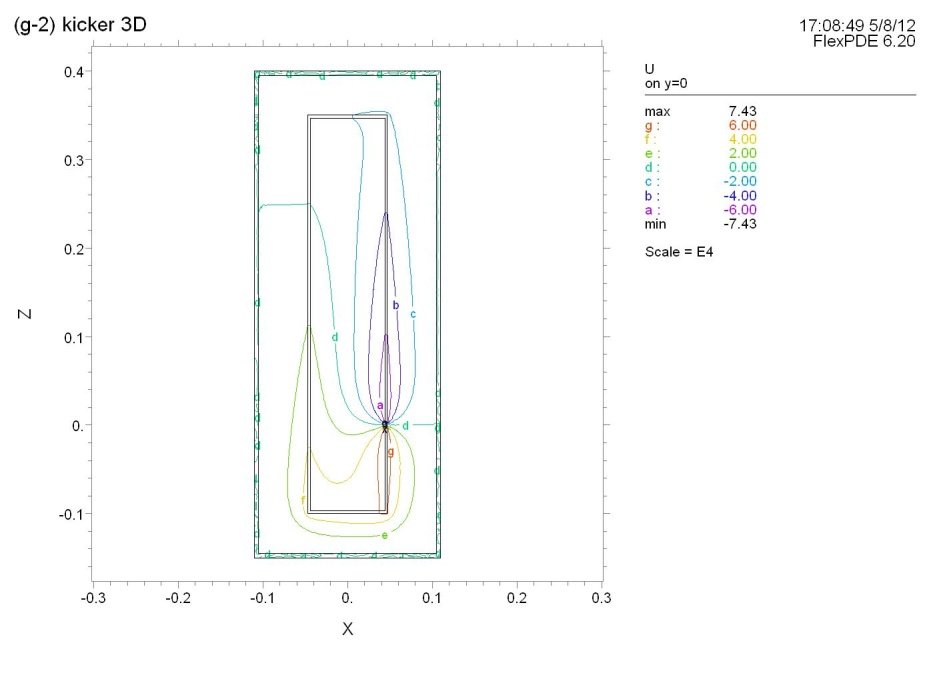 (g-2) kicker 3D
17:08:49 5/8/12
FlexPDE 6.20
U
on y=0
max 7.43
g : 6.00
f : 4.00
e : 2.00
d : 0.00
c : -2.00
b : -4.00
a : -6.00
min -7.43
Scale = E4
0.4
0.3
0.2
0.1
0.
-0.1
Z
-0.3 -0.2 -0.1 0. 0.1 0.2 0.3
X
b
c
d
a
d
g
f
e